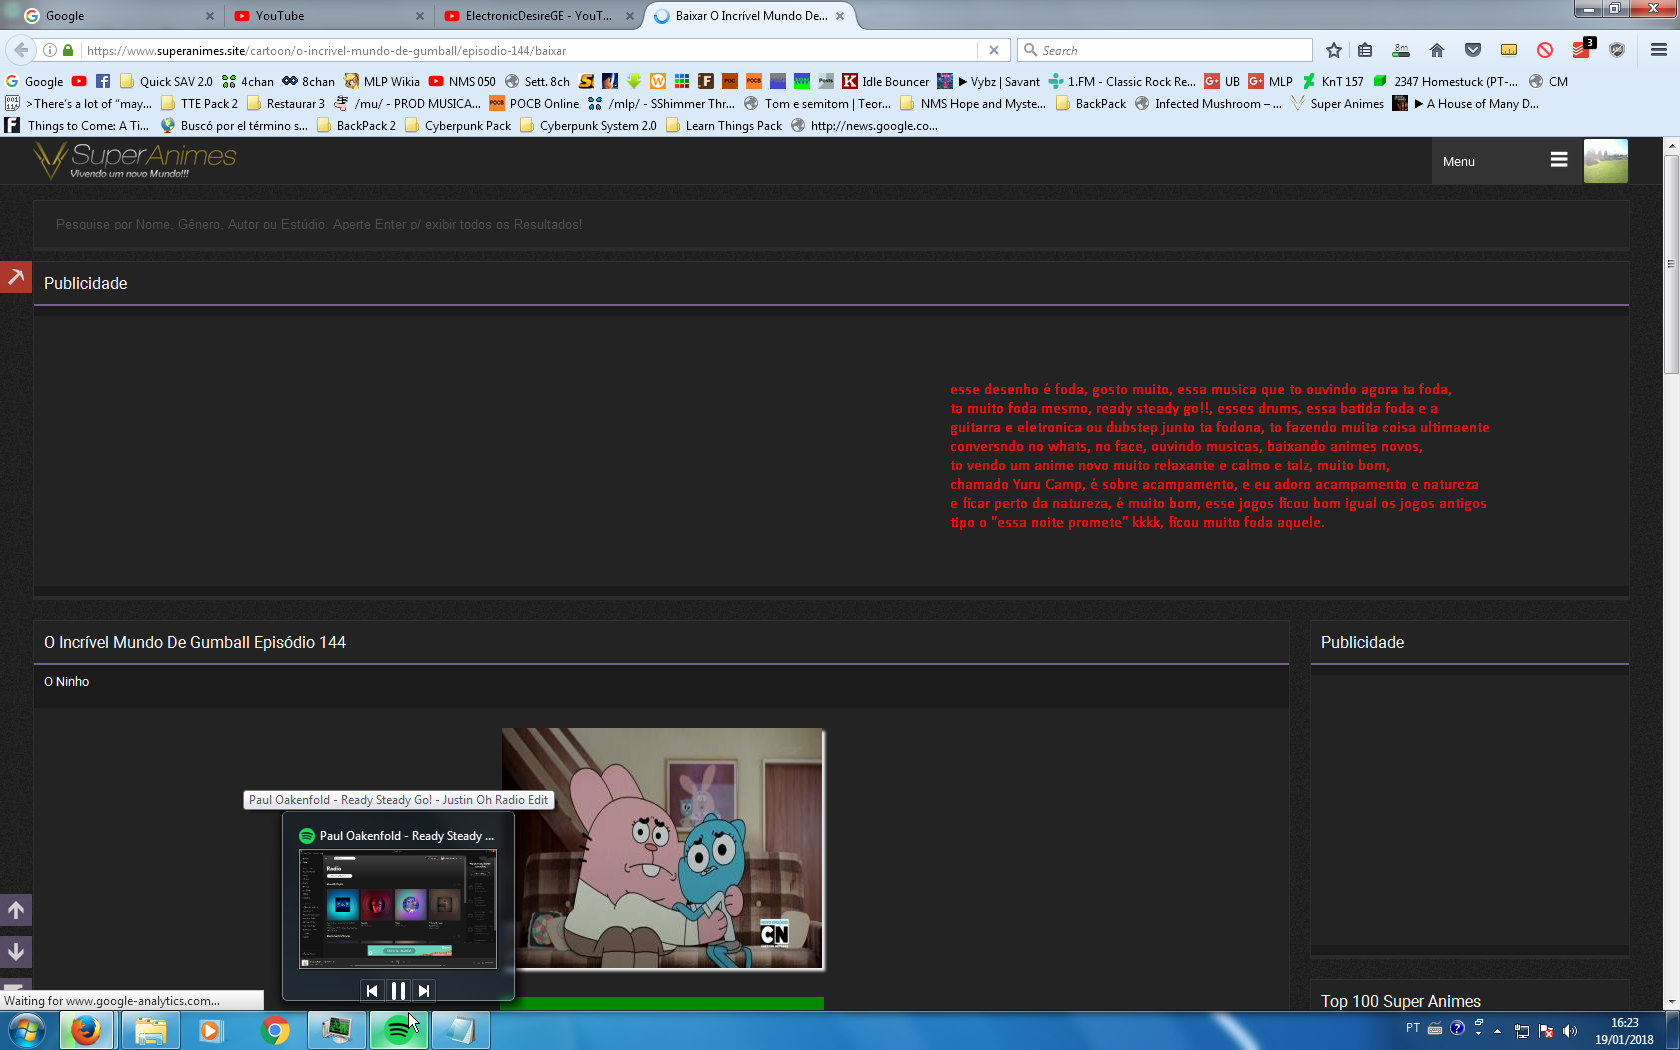 Google
YouTube
ElectronicDesireGE - YouT...
Baixar O Incrível Mundo De...
https://www.superanimes.site/cartoon/o-incrivel-mundo-de-gumball/episodio-144/baixar
Search
8m
3
Google
Quick SAV 2.0
4chan
8chan
MLP Wikia
NMS 050
Sett. 8ch
Idle Bouncer
▶ Vybz | Savant
1.FM - Classic Rock Re...
UB
MLP
KnT 157
2347 Homestuck (PT-...
CM
>There's a lot of "may...
TTE Pack 2
Restaurar 3
/mu/ - PROD MUSICA...
POCB Online
/mlp/ - SShimmer Thr...
Tom e semitom | Teor...
NMS Hope and Myste...
BackPack
Infected Mushroom – ...
Super Animes
▶ A House of Many D...
Things to Come: A Ti...
Buscó por el término s...
BackPack 2
Cyberpunk Pack
Cyberpunk System 2.0
Learn Things Pack
http://news.google.co...
SuperAnimes
Vivendo um novo Mundo!!!
Menu
Pesquise por Nome, Gênero, Autor ou Estúdio. Aperte Enter p/ exibir todos os Resultados!
Publicidade
esse desenho é foda, gosto muito, essa musica que to ouvindo agora ta foda,
ta muito foda mesmo, ready steady go!!, esses drums, essa batida foda e a
guitarra e eletronica ou dubstep junto ta fodona, to fazendo muita coisa ultimaente
conversndo no whats, no face, ouvindo musicas, baixando animes novos,
to vendo um anime novo muito relaxante e calmo e talz, muito bom,
chamado Yuru Camp, é sobre acampamento, e eu adoro acampamento e natureza
e ficar perto da natureza, é muito bom, esse jogos ficou bom igual os jogos antigos
tipo o "essa noite promete" kkkk, ficou muito foda aquele.
O Incrível Mundo De Gumball Episódio 144
Publicidade
O Ninho
Paul Oakenfold - Ready Steady Go! - Justin Oh Radio Edit
Paul Oakenfold - Ready Steady ...
Radio
CN
Waiting for www.google-analytics.com...
Top 100 Super Animes
PT
16:23
19/01/2018